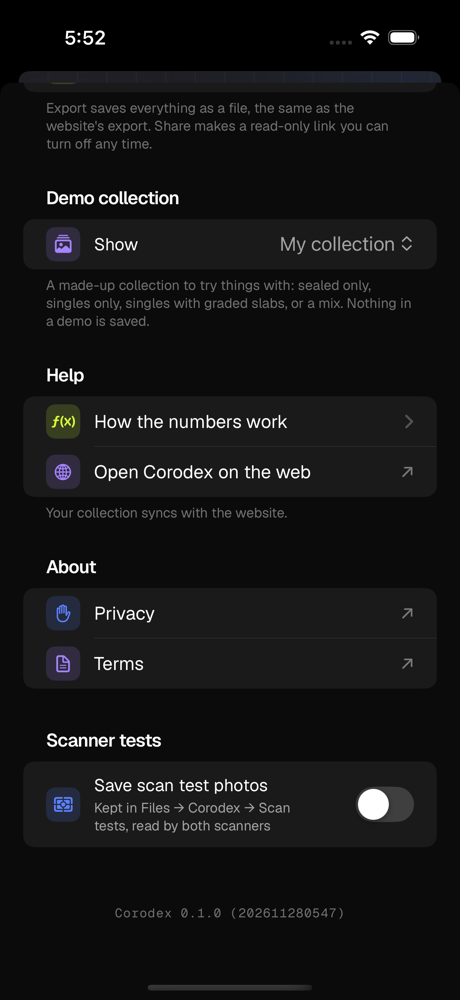 5:52
Export saves everything as a file, the same as the
website's export. Share makes a read-only link you can
turn off any time.
Demo collection
Show My collection
A made-up collection to try things with: sealed only,
singles only, singles with graded slabs, or a mix. Nothing in
a demo is saved.
Help
f(x) How the numbers work
Open Corodex on the web
Your collection syncs with the website.
About
Privacy
Terms
Scanner tests
Save scan test photos
Kept in Files → Corodex → Scan
tests, read by both scanners
Corodex 0.1.0 (202611280547)